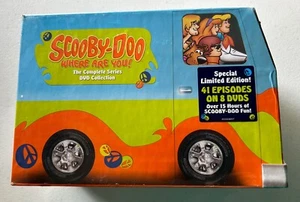 SCOOBY-DOO
WHERE ARE YOU!
The Complete Series
DVD Collection
Special
Limited Edition!
41 EPISODES
ON 8 DVDS
Over 15 Hours of
SCOOBY-DOO Fun!